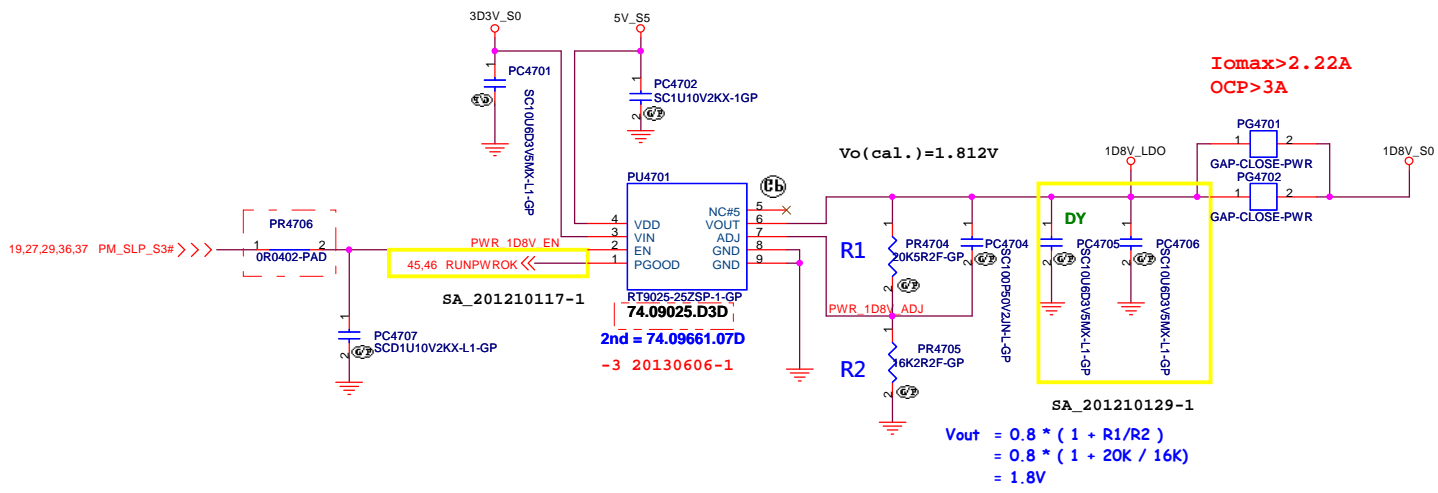 3D3V_S0
5V_S5
PC4701
SC10U6D3V5MX-L1-GP
PC4702
SC1U10V2KX-1GP
Iomax>2.22A
OCP>3A
PG4701
GAP-CLOSE-PWR
PG4702
GAP-CLOSE-PWR
1D8V_S0
1D8V_LDO
Vo(cal.)=1.812V
PU4701
4 VDD
3 VIN
2 EN
1 PGOOD
NC#5 5
VOUT 6
ADJ 7
GND 8
GND 9
RT9025-25ZSP-1-GP
74.09025.D3D
2nd = 74.09661.07D
-3 20130606-1
19,27,29,36,37 PM_SLP_S3#
PR4706
1 2
0R0402-PAD
PWR_1D8V_EN
45,46 RUNPWROK
SA_201210117-1
PC4707
SCD1U10V2KX-L1-GP
R1
PR4704
20K5R2F-GP
PC4704
SC100P50V2JN-L-GP
PWR_1D8V_ADJ
R2
PR4705
16K2R2F-GP
DY
PC4705
SC10U6D3V5MX-L1-GP
PC4706
SC10U6D3V5MX-L1-GP
SA_201210129-1
Vout = 0.8 * ( 1 + R1/R2 )
= 0.8 * ( 1 + 20K / 16K)
= 1.8V